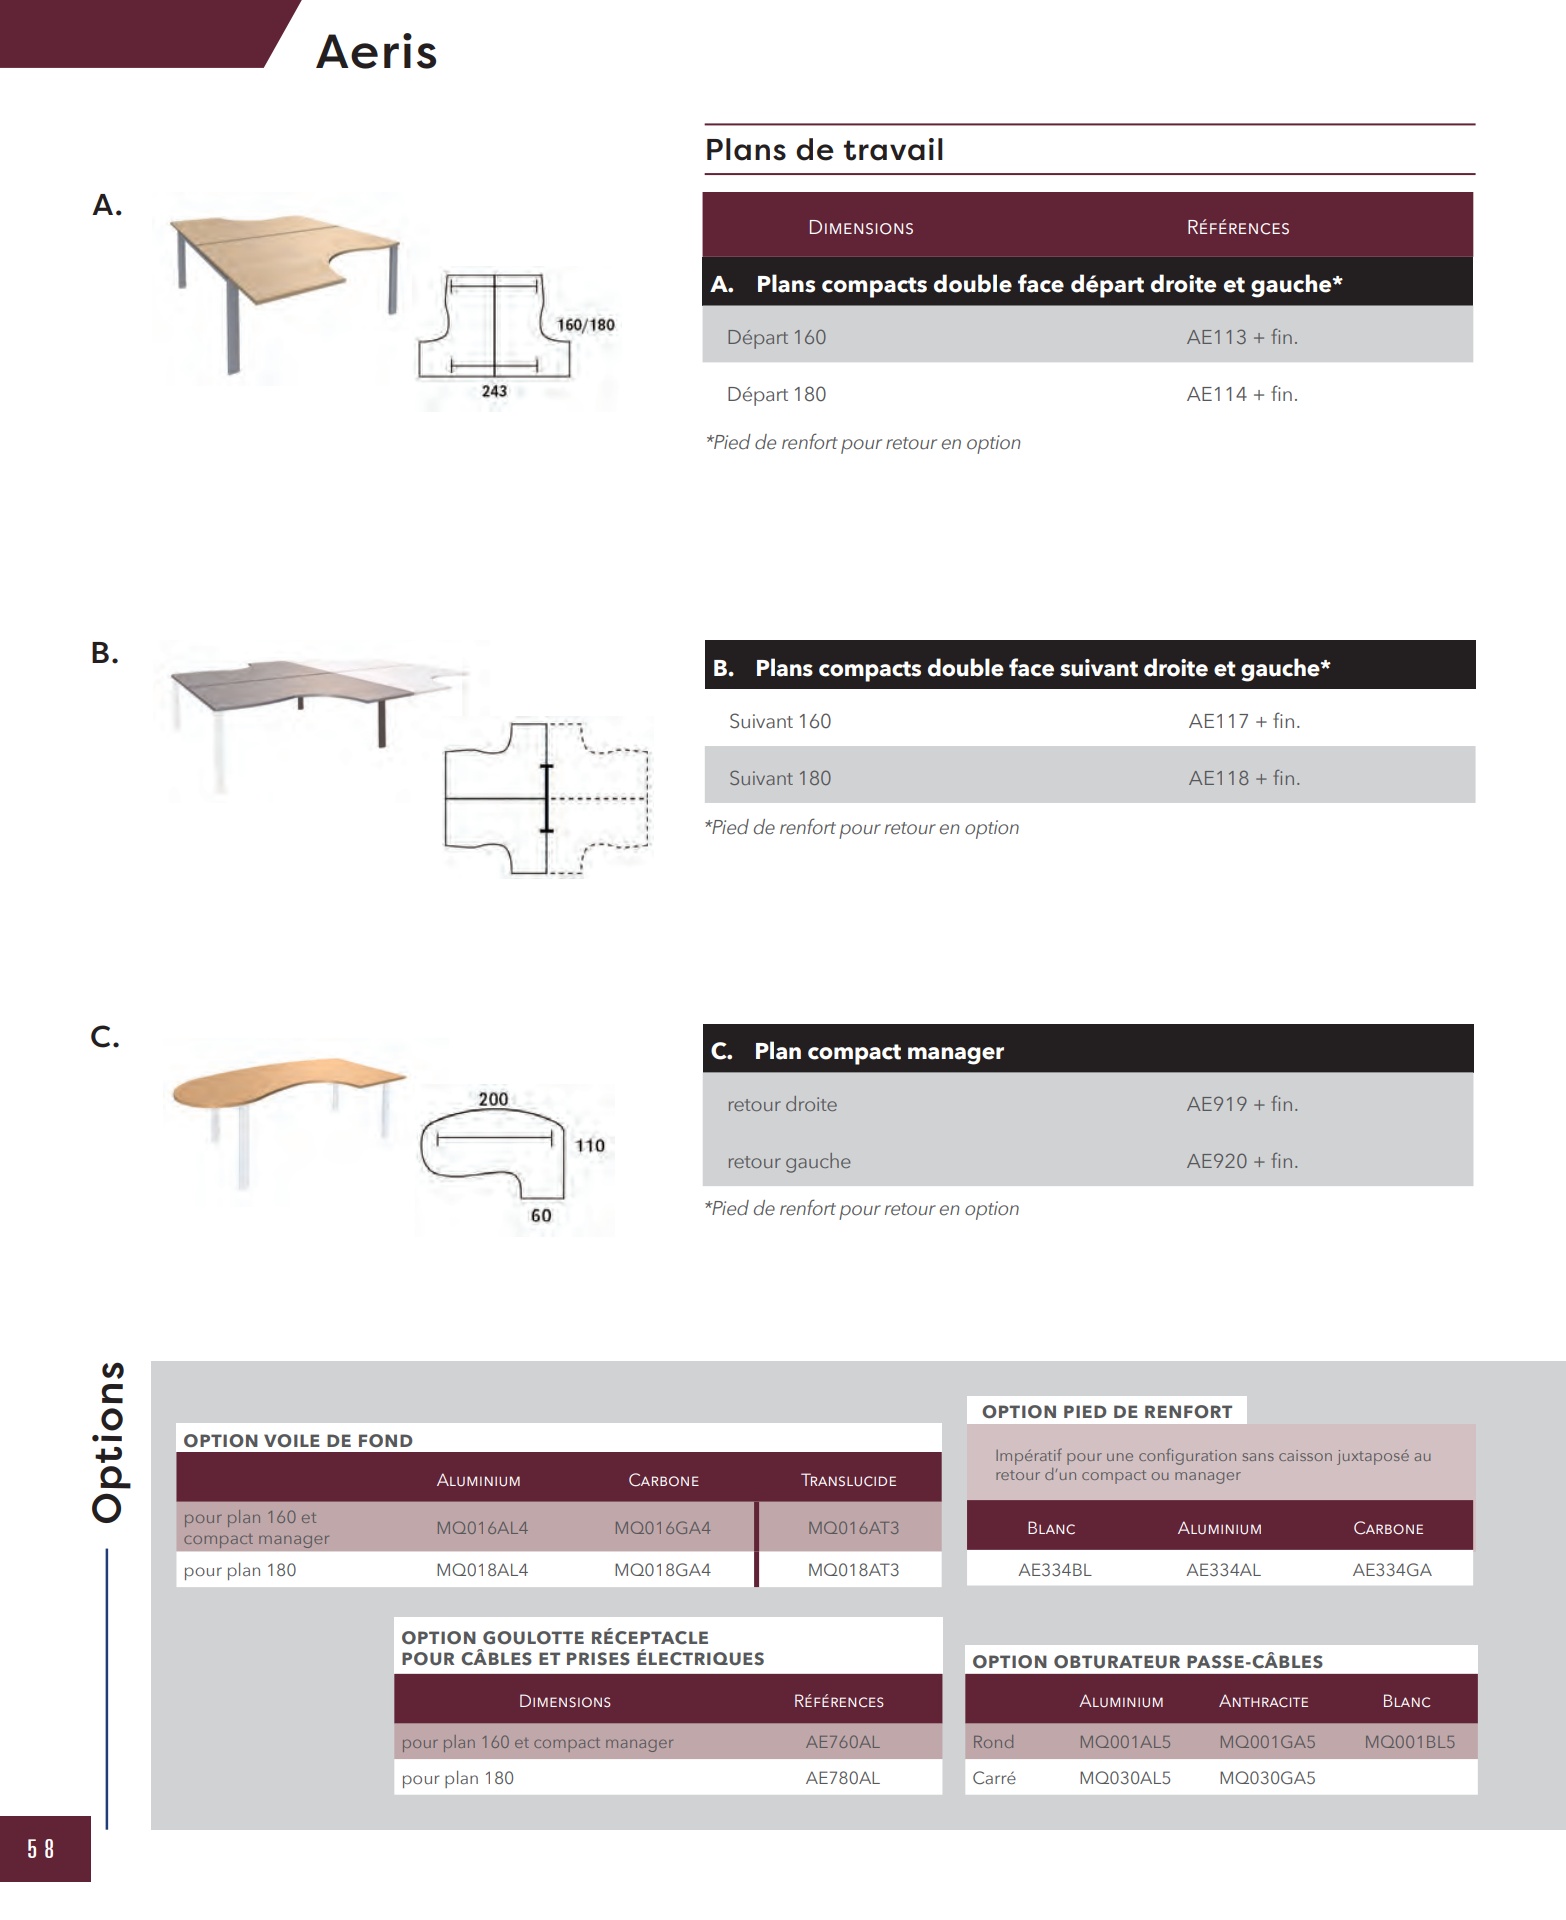 Aeris
Plans de travail
Dimensions Références
A.
160/180
243
A. Plans compacts double face départ droite et gauche*
Départ 160 AE113 + fin.
Départ 180 AE114 + fin.
*Pied de renfort pour retour en option
B.
B. Plans compacts double face suivant droite et gauche*
Suivant 160 AE117 + fin.
Suivant 180 AE118 + fin.
*Pied de renfort pour retour en option
C.
200
110
60
C. Plan compact manager
retour droite AE919 + fin.
retour gauche AE920 + fin.
*Pied de renfort pour retour en option
Options
OPTION VOILE DE FOND
Aluminium Carbone Translucide
pour plan 160 et
compact manager MQ016AL4 MQ016GA4 MQ016AT3
pour plan 180 MQ018AL4 MQ018GA4 MQ018AT3
OPTION PIED DE RENFORT
Impératif pour une configuration sans caisson juxtaposé au
retour d'un compact ou manager
Blanc Aluminium Carbone
AE334BL AE334AL AE334GA
OPTION GOULOTTE RÉCEPTACLE
POUR CÂBLES ET PRISES ÉLECTRIQUES
Dimensions Références
pour plan 160 et compact manager AE760AL
pour plan 180 AE780AL
OPTION OBTURATEUR PASSE-CÂBLES
Aluminium Anthracite Blanc
Rond MQ001AL5 MQ001GA5 MQ001BL5
Carré MQ030AL5 MQ030GA5
58